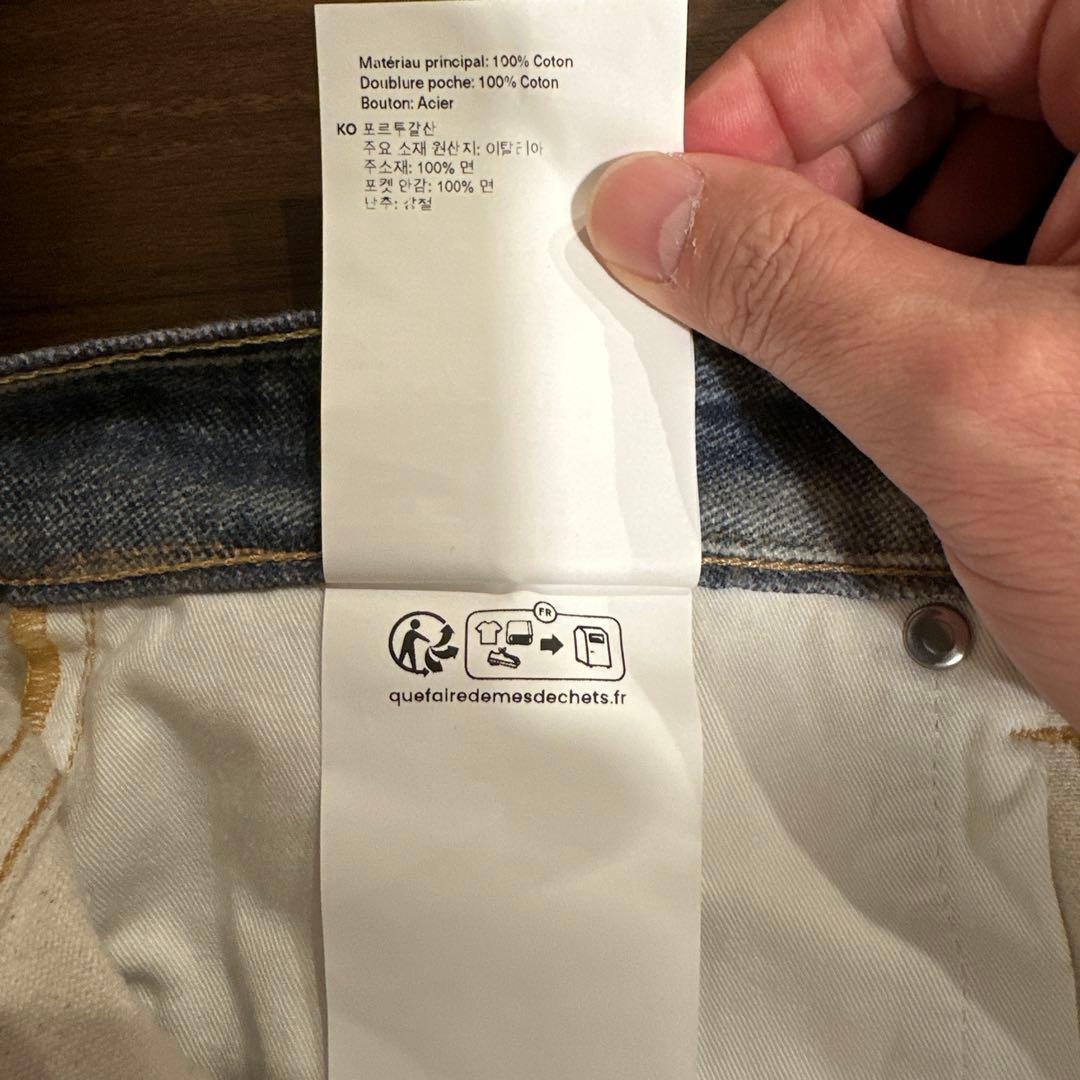 Matériau principal: 100% Coton
Doublure poche: 100% Coton
Bouton: Acier
KO 포르투갈산
주요 소재 원산지: 이탈리아
주소재: 100% 면
포켓 안감: 100% 면
단추: 강철
FR
quefairedemesdechets.fr